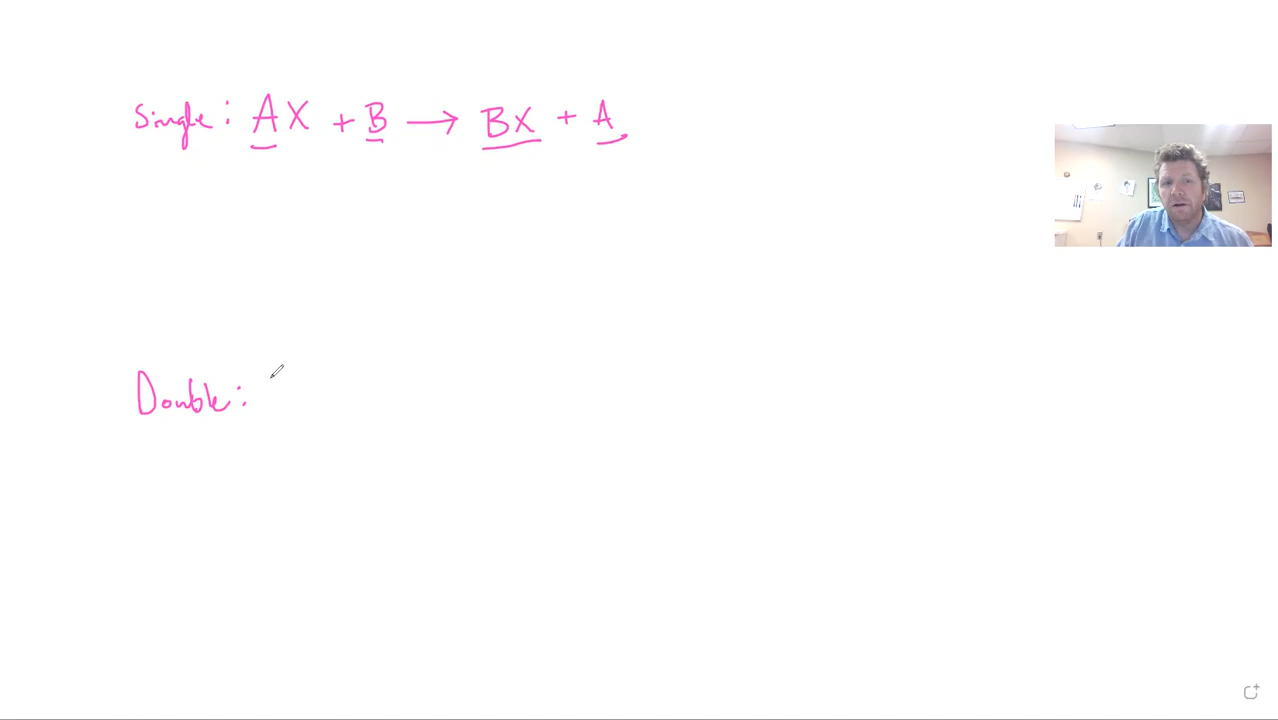 Single: AX + B → BX + A
Double: